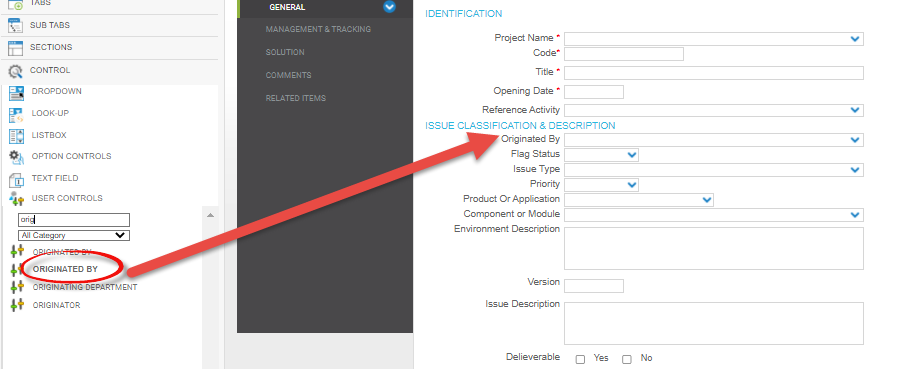 TABS
SUB TABS
SECTIONS
CONTROL
DROPDOWN
LOOK-UP
LISTBOX
OPTION CONTROLS
TEXT FIELD
USER CONTROLS
orig
All Category
ORIGINATED BY
ORIGINATED BY
ORIGINATING DEPARTMENT
ORIGINATOR
GENERAL
MANAGEMENT & TRACKING
SOLUTION
COMMENTS
RELATED ITEMS
IDENTIFICATION
Project Name *
Code*
Title *
Opening Date *
Reference Activity
ISSUE CLASSIFICATION & DESCRIPTION
Originated By
Flag Status
Issue Type
Priority
Product Or Application
Component or Module
Environment Description
Version
Issue Description
Delieverable Yes No